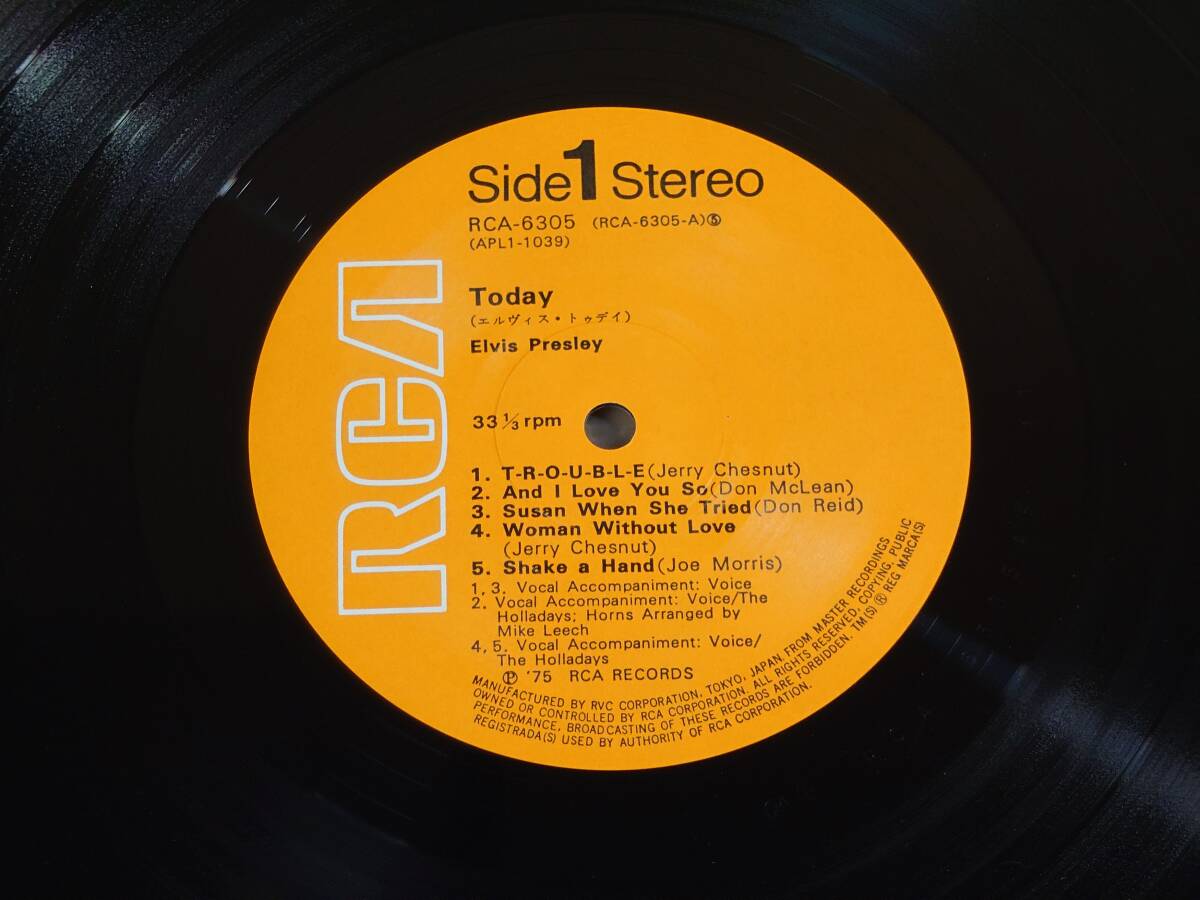 RCA
Side 1 Stereo
RCA-6305 (RCA-6305-A)⑤
(APL1-1039)
Today
(エルヴィス・トゥデイ)
Elvis Presley
33 1/3 rpm
1. T-R-O-U-B-L-E(Jerry Chesnut)
2. And I Love You So(Don McLean)
3. Susan When She Tried(Don Reid)
4. Woman Without Love
(Jerry Chesnut)
5. Shake a Hand(Joe Morris)
1, 3. Vocal Accompaniment: Voice
2. Vocal Accompaniment: Voice/The
Holladays; Horns Arranged by
Mike Leech
4, 5. Vocal Accompaniment: Voice/
The Holladays
Ⓟ '75 RCA RECORDS
MANUFACTURED BY RVC CORPORATION, TOKYO, JAPAN FROM MASTER RECORDINGS
OWNED OR CONTROLLED BY RCA CORPORATION. ALL RIGHTS RESERVED. COPYING, PUBLIC
PERFORMANCE, BROADCASTING OF THESE RECORDS ARE FORBIDDEN. TM(S) ® REG MARCA(S)
REGISTRADA(S) USED BY AUTHORITY OF RCA CORPORATION.